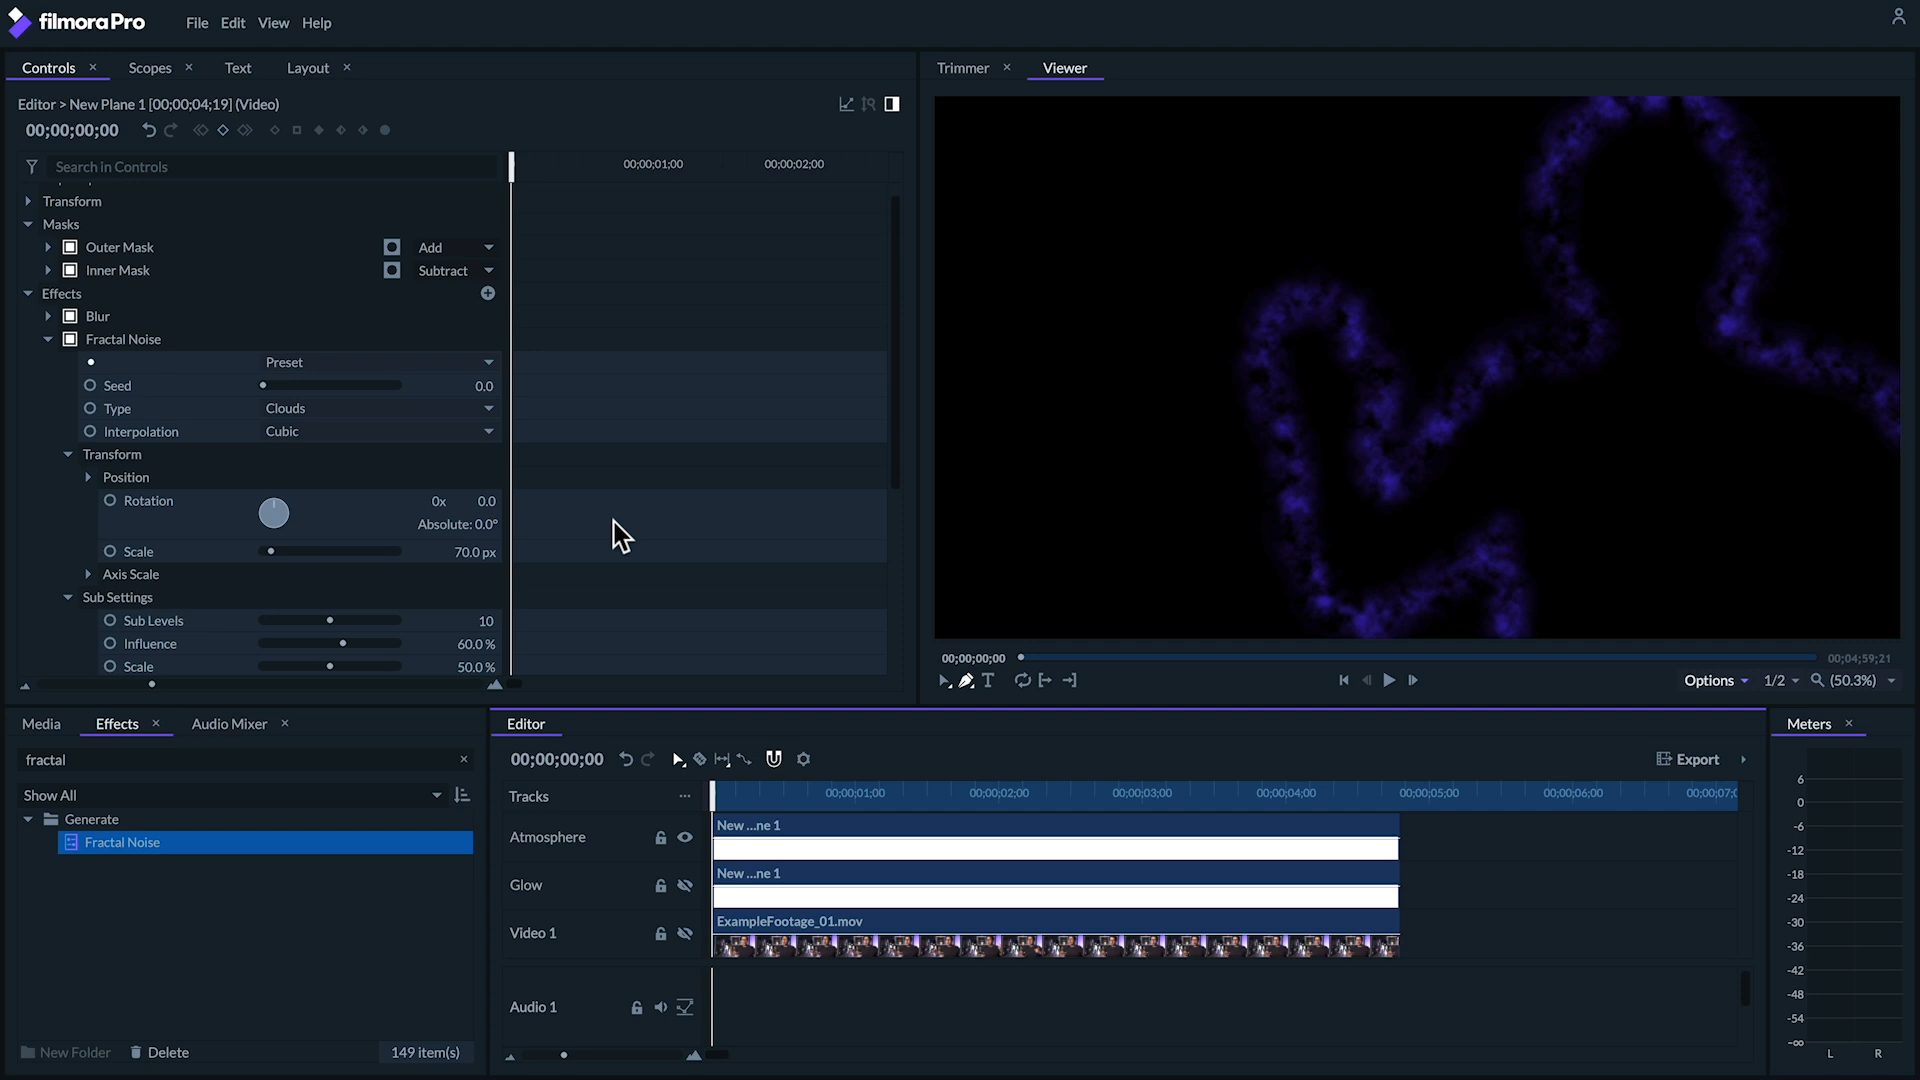 filmoraPro File Edit View Help
Controls × Scopes × Text Layout ×
Editor > New Plane 1 [00;00;04;19] (Video)
00;00;00;00
Search in Controls
00;00;01;00 00;00;02;00
Transform
Masks
Outer Mask Add
Inner Mask Subtract
Effects
Blur
Fractal Noise
Preset
Seed 0.0
Type Clouds
Interpolation Cubic
Transform
Position
Rotation 0x 0.0
Absolute: 0.0°
Scale 70.0 px
Axis Scale
Sub Settings
Sub Levels 10
Influence 60.0 %
Scale 50.0 %
Trimmer × Viewer
00;00;00;00 00;04;59;21
Options 1/2 (50.3%)
Media Effects × Audio Mixer ×
fractal ×
Show All
Generate
Fractal Noise
New Folder Delete 149 item(s)
Editor
00;00;00;00 Export
Tracks ...
00;00;01;00 00;00;02;00 00;00;03;00 00;00;04;00 00;00;05;00 00;00;06;00 00;00;07;0
Atmosphere
New ...ne 1
Glow
New ...ne 1
Video 1
ExampleFootage_01.mov
Audio 1
Meters ×
6
0
-6
-12
-18
-24
-30
-36
-42
-48
-54
-∞
L R